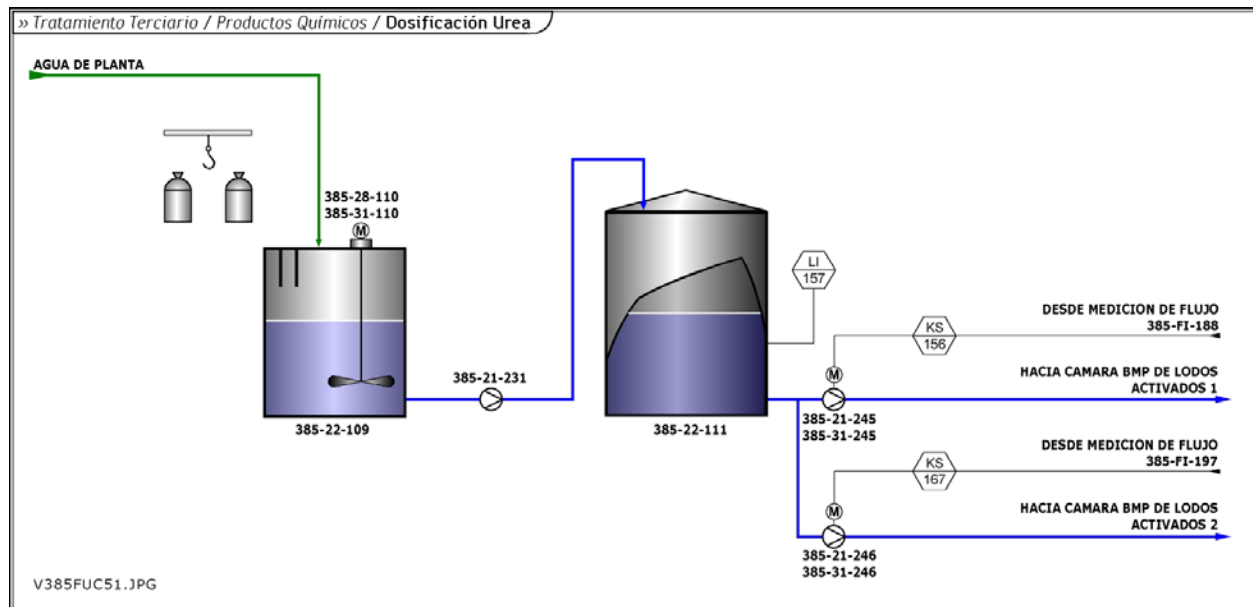 » Tratamiento Terciario / Productos Químicos / Dosificación Urea
AGUA DE PLANTA
385-28-110
385-31-110
M
385-22-109
385-21-231
385-22-111
LI
157
DESDE MEDICION DE FLUJO
385-FI-188
KS
156
M
HACIA CAMARA BMP DE LODOS
ACTIVADOS 1
385-21-245
385-31-245
DESDE MEDICION DE FLUJO
385-FI-197
KS
167
M
HACIA CAMARA BMP DE LODOS
ACTIVADOS 2
385-21-246
385-31-246
V385FUC51.JPG